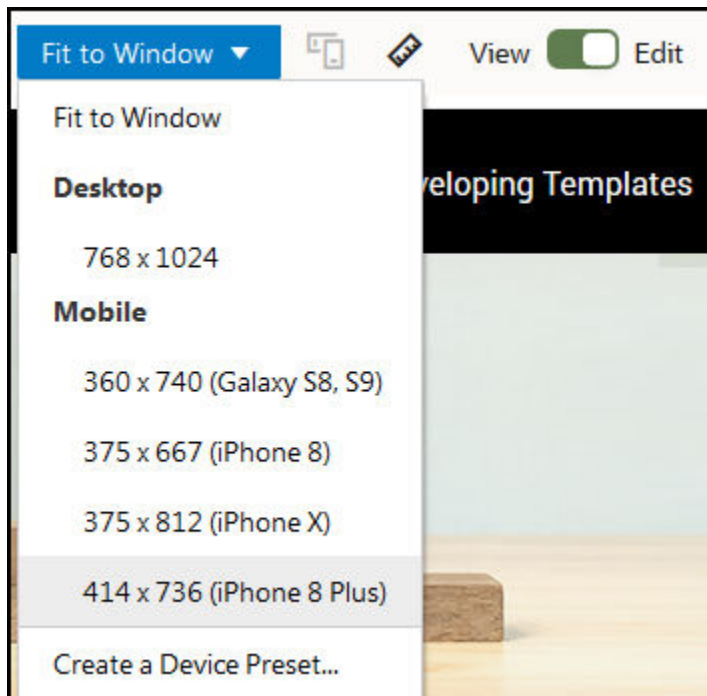 Fit to Window
View
Edit
Fit to Window
Desktop
veloping Templates
768 x 1024
Mobile
360 x 740 (Galaxy S8, S9)
375 x 667 (iPhone 8)
375 x 812 (iPhone X)
414 x 736 (iPhone 8 Plus)
Create a Device Preset...